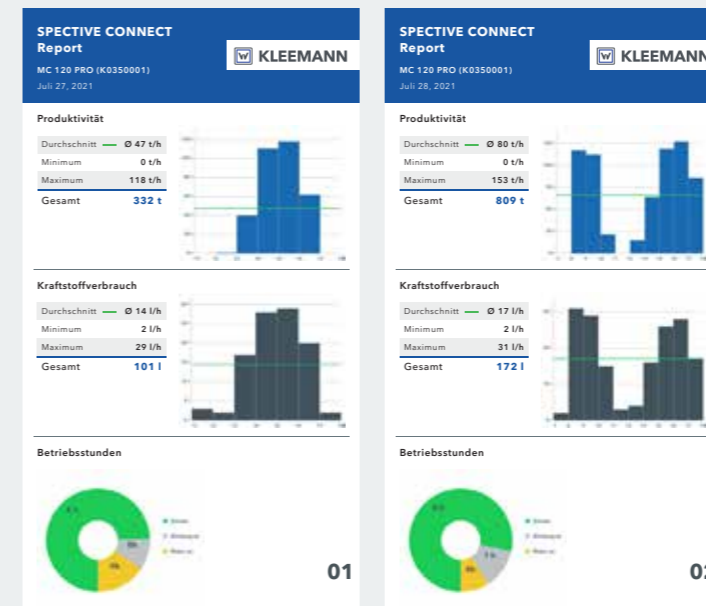 SPECTIVE CONNECT
Report
MC 120 PRO (K0350001)
Juli 27, 2021
KLEEMANN
Produktivität
Durchschnitt Ø 47 t/h
Minimum 0 t/h
Maximum 118 t/h
Gesamt 332 t
Kraftstoffverbrauch
Durchschnitt Ø 14 l/h
Minimum 2 l/h
Maximum 29 l/h
Gesamt 101 l
Betriebsstunden
01
SPECTIVE CONNECT
Report
MC 120 PRO (K0350001)
Juli 28, 2021
KLEEMANN
Produktivität
Durchschnitt Ø 80 t/h
Minimum 0 t/h
Maximum 153 t/h
Gesamt 809 t
Kraftstoffverbrauch
Durchschnitt Ø 17 l/h
Minimum 2 l/h
Maximum 31 l/h
Gesamt 172 l
Betriebsstunden
02